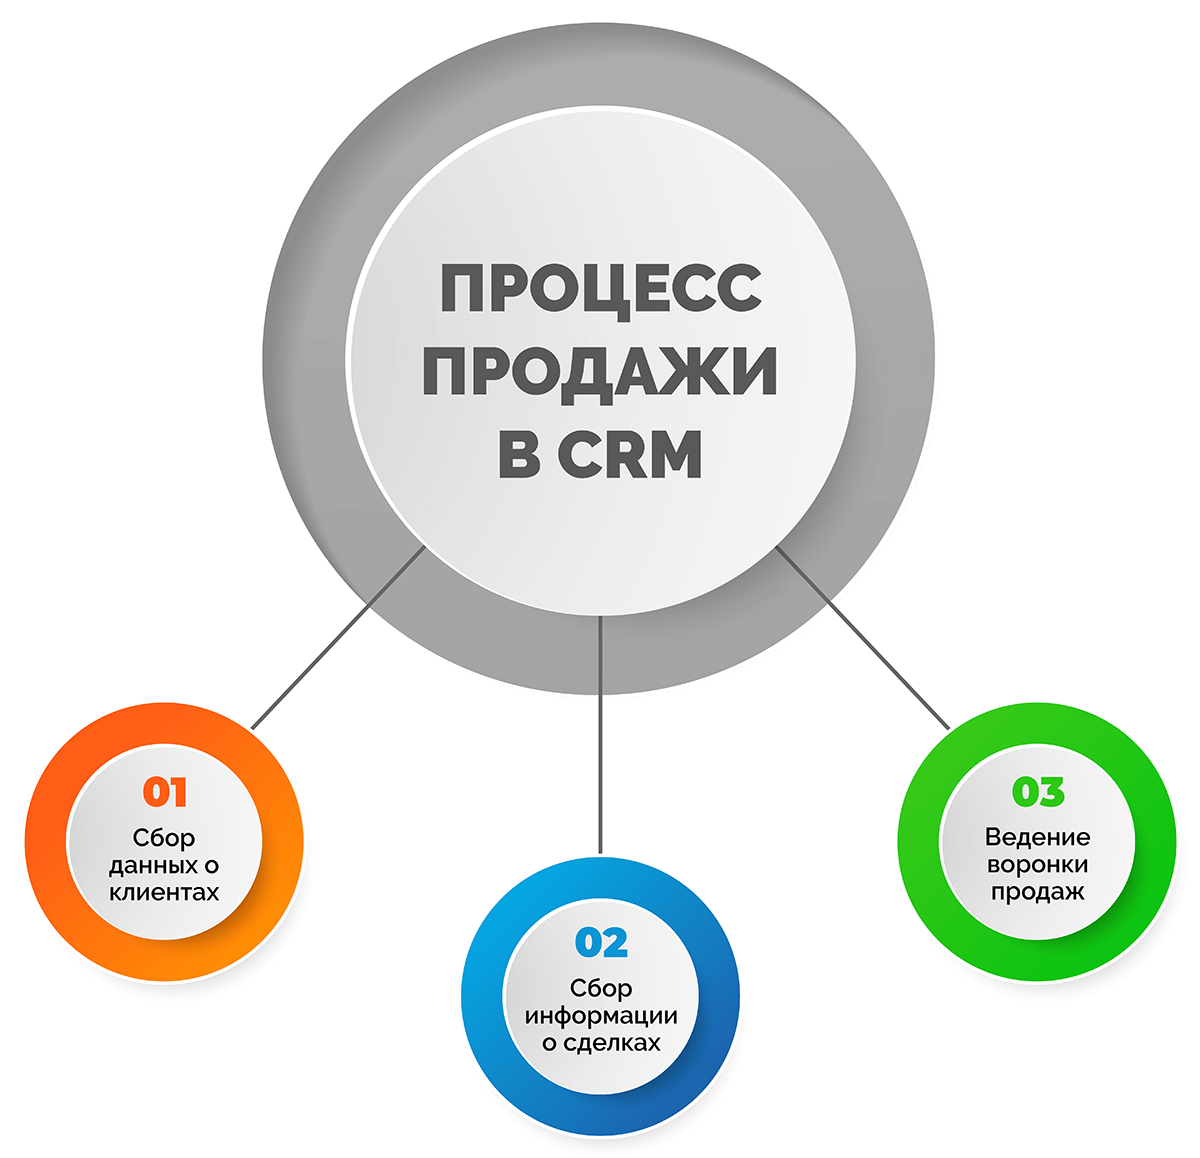 ПРОЦЕСС
ПРОДАЖИ
В CRM
01
Сбор
данных о
клиентах
02
Сбор
информации
о сделках
03
Ведение
воронки
продаж